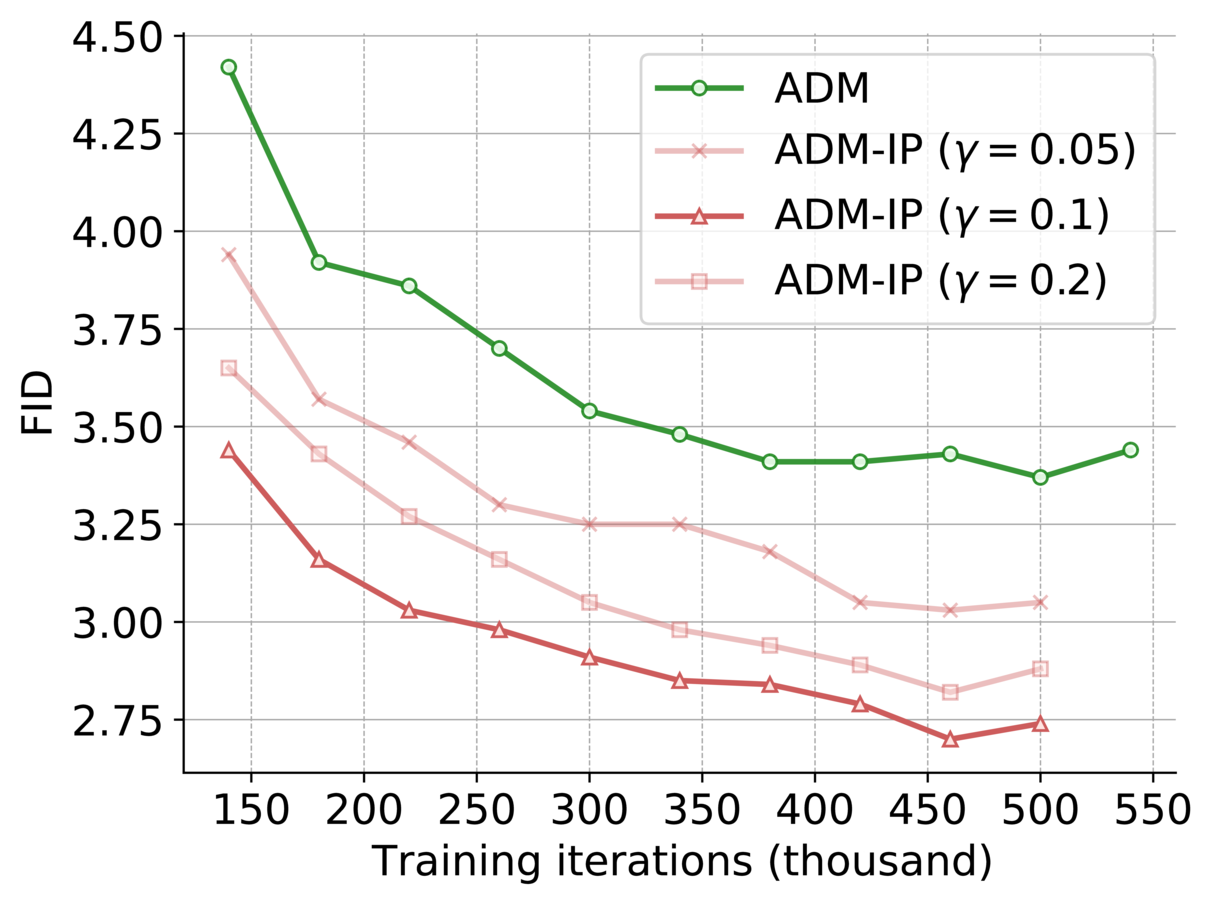 4.50
4.25
4.00
3.75
3.50
3.25
3.00
2.75
FID
ADM
ADM-IP (γ = 0.05)
ADM-IP (γ = 0.1)
ADM-IP (γ = 0.2)
150 200 250 300 350 400 450 500 550
Training iterations (thousand)